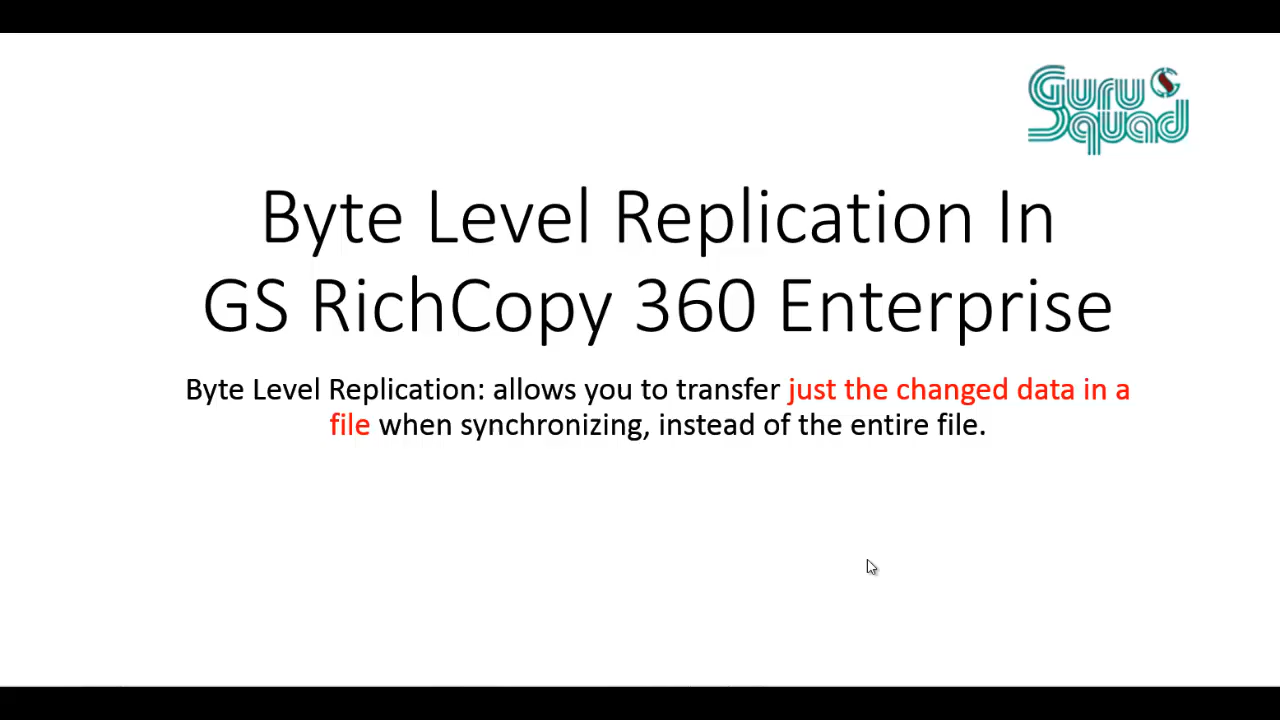 Guru
Squad
Byte Level Replication In
GS RichCopy 360 Enterprise
Byte Level Replication: allows you to transfer just the changed data in a
file when synchronizing, instead of the entire file.